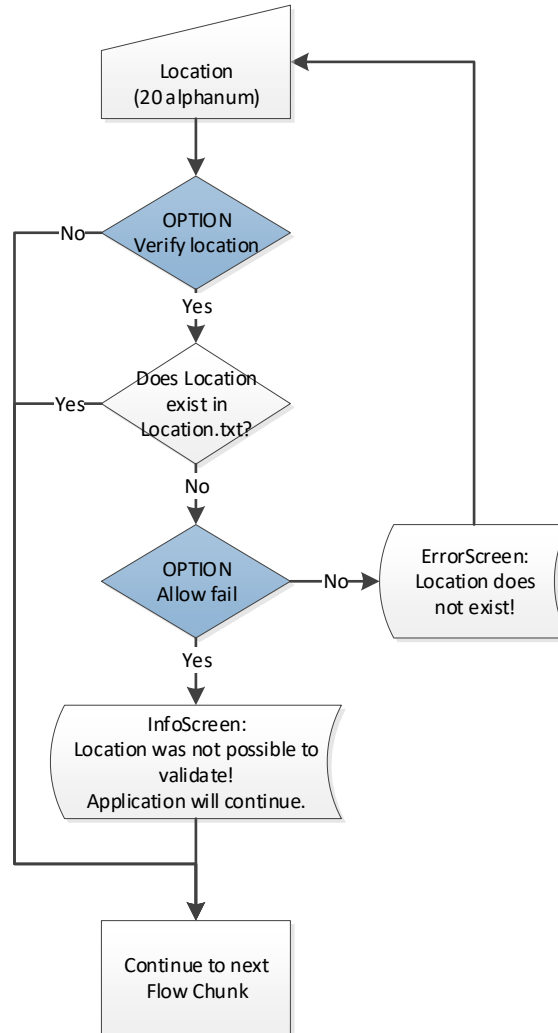 Location
(20 alphanum)
OPTION
Verify location
No
Yes
Does Location
exist in
Location.txt?
Yes
No
OPTION
Allow fail
No
ErrorScreen:
Location does
not exist!
Yes
InfoScreen:
Location was not possible to
validate!
Application will continue.
Continue to next
Flow Chunk